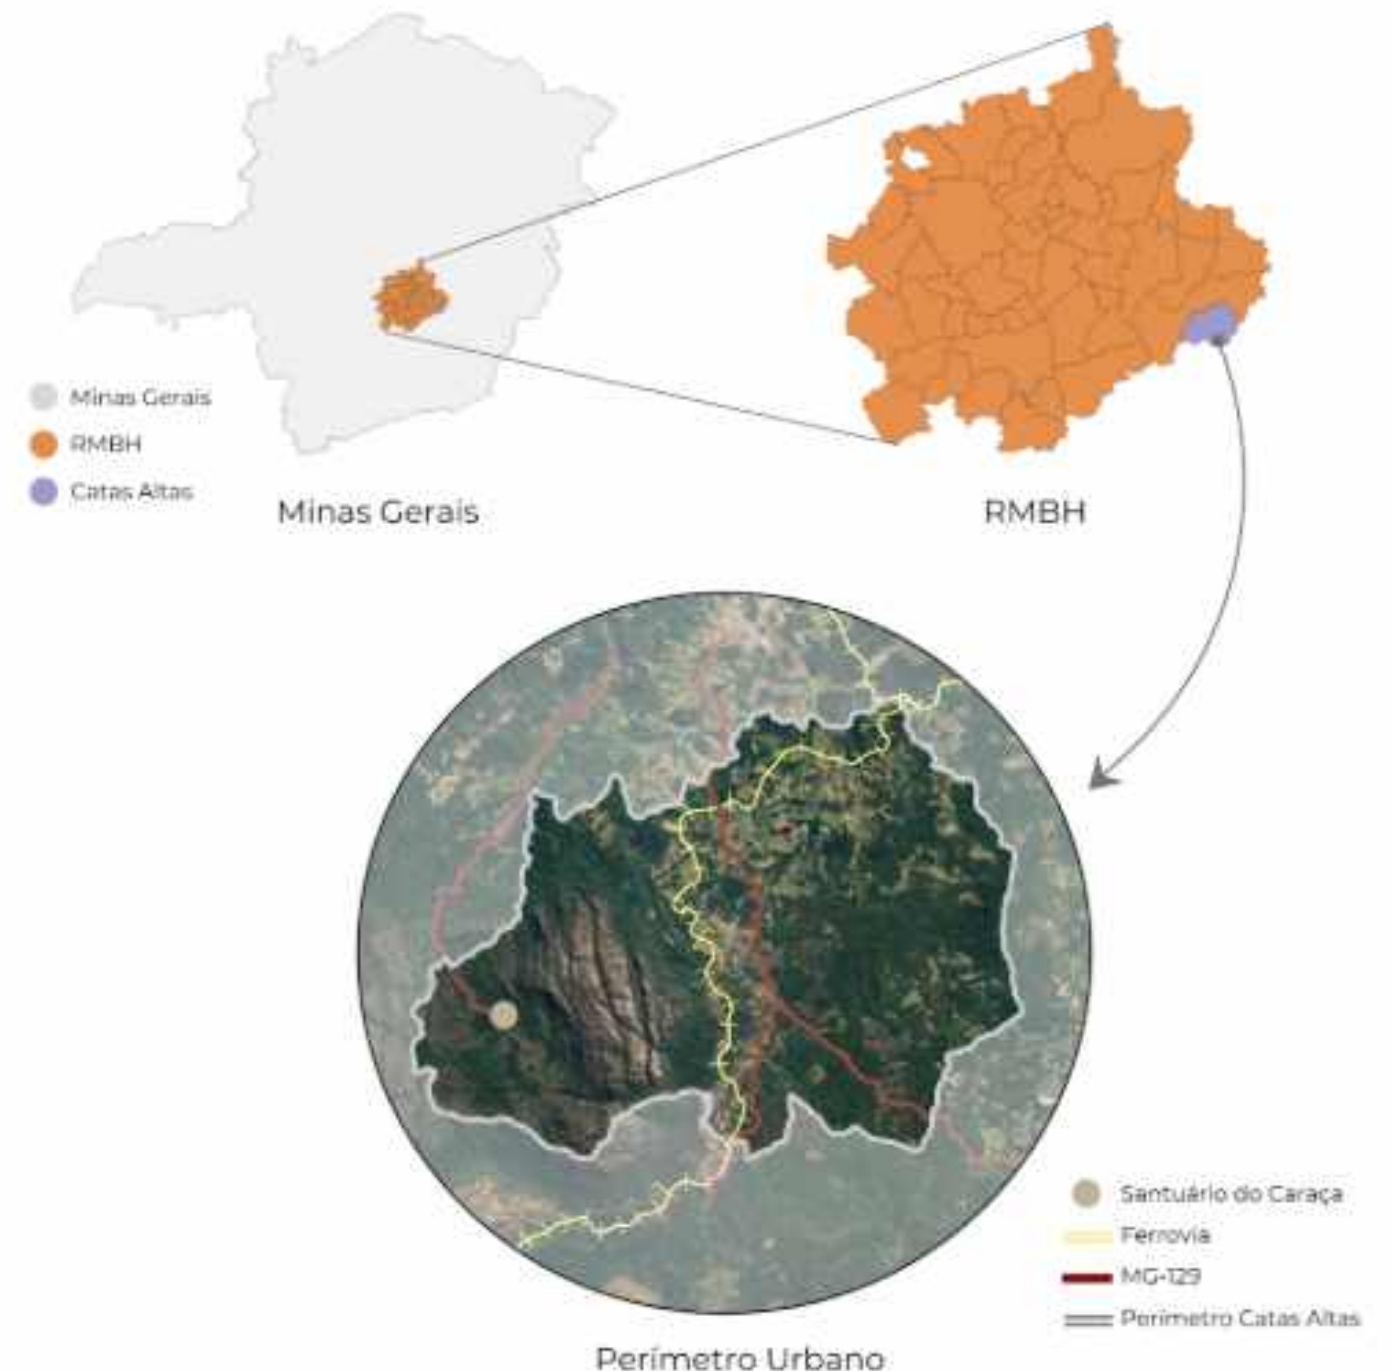 Minas Gerais
RMBH
Catas Altas
Minas Gerais
RMBH
Santuário do Caraça
Ferrovia
MG-129
Perímetro Catas Altas
Perímetro Urbano